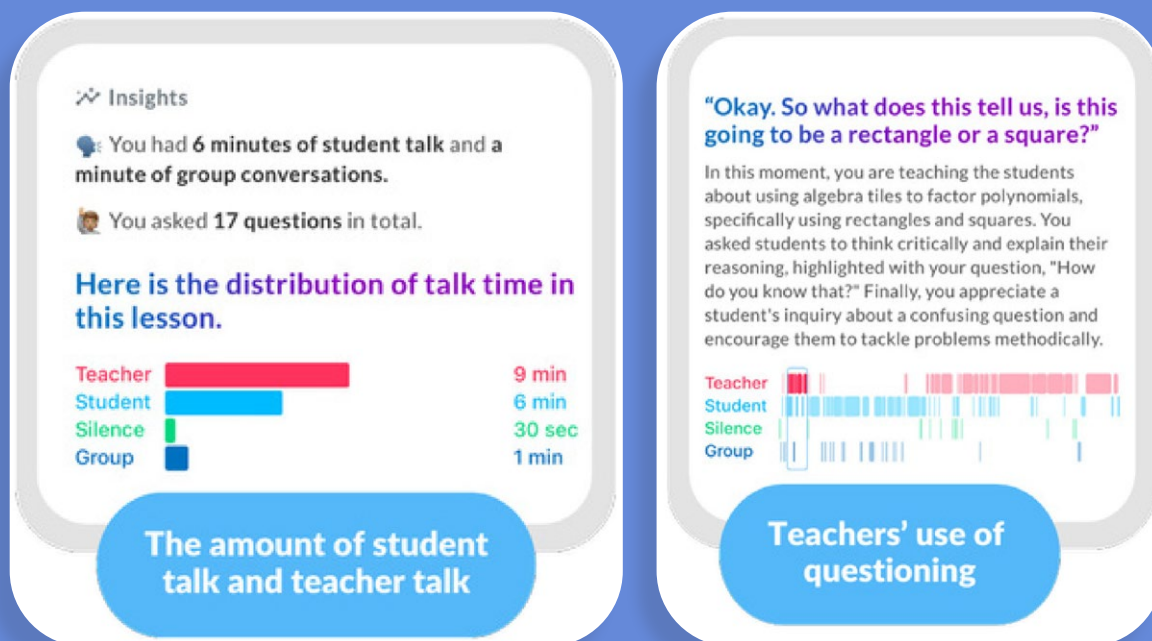 Insights
You had 6 minutes of student talk and a
minute of group conversations.
You asked 17 questions in total.
Here is the distribution of talk time in
this lesson.
Teacher 9 min
Student 6 min
Silence 30 sec
Group 1 min
The amount of student
talk and teacher talk
“Okay. So what does this tell us, is this
going to be a rectangle or a square?”
In this moment, you are teaching the students
about using algebra tiles to factor polynomials,
specifically using rectangles and squares. You
asked students to think critically and explain their
reasoning, highlighted with your question, "How
do you know that?" Finally, you appreciate a
student's inquiry about a confusing question and
encourage them to tackle problems methodically.
Teacher
Student
Silence
Group
Teachers’ use of
questioning